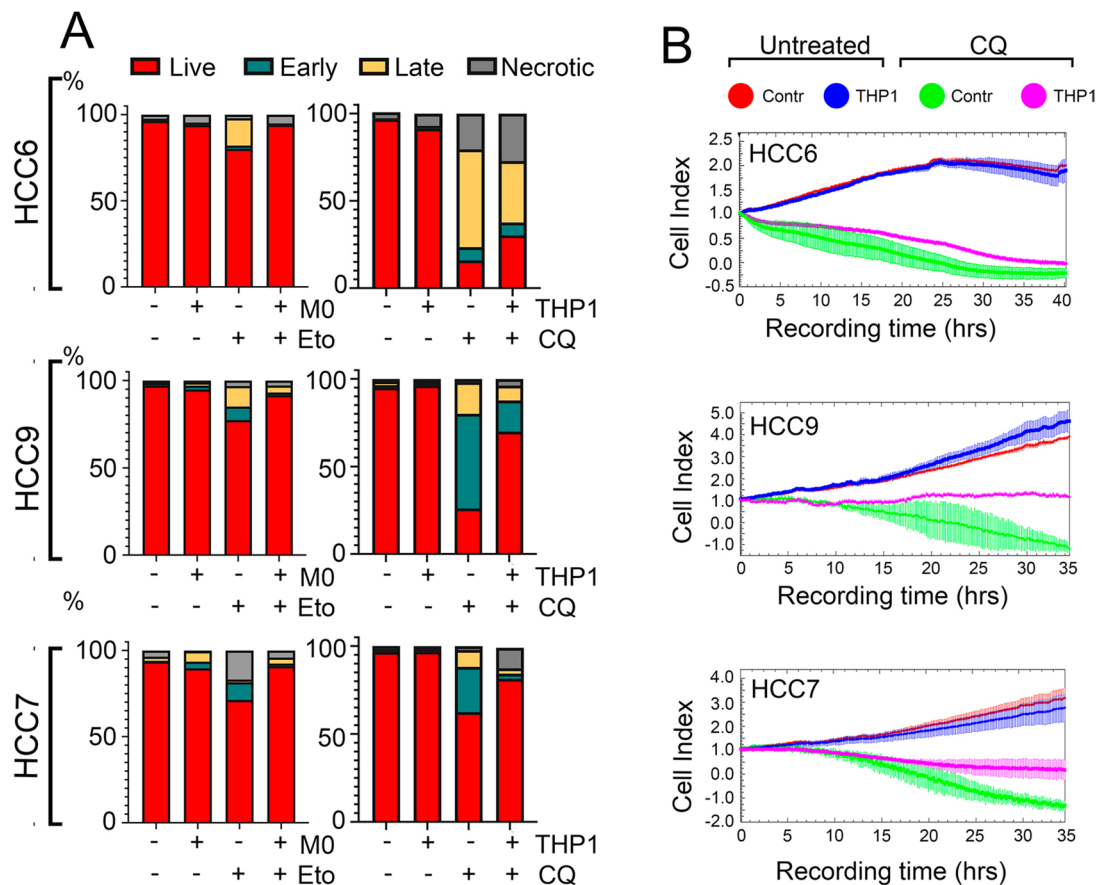 A
Live Early Late Necrotic
%
HCC6
100
50
0
- + - + M0
- - + + Eto
100
50
0
- + - + THP1
- - + + CQ
%
HCC9
100
50
0
- + - + M0
- - + + Eto
100
50
0
- + - + THP1
- - + + CQ
%
HCC7
100
50
0
- + - + M0
- - + + Eto
100
50
0
- + - + THP1
- - + + CQ
B
Untreated CQ
Contr THP1 Contr THP1
HCC6
Cell Index
2.5
2.0
1.5
1.0
0.5
0.0
-0.5
0 5 10 15 20 25 30 35 40
Recording time (hrs)
HCC9
Cell Index
5.0
4.0
3.0
2.0
1.0
0.0
-1.0
0 5 10 15 20 25 30 35
Recording time (hrs)
HCC7
Cell Index
4.0
3.0
2.0
1.0
0.0
-1.0
-2.0
0 5 10 15 20 25 30 35
Recording time (hrs)